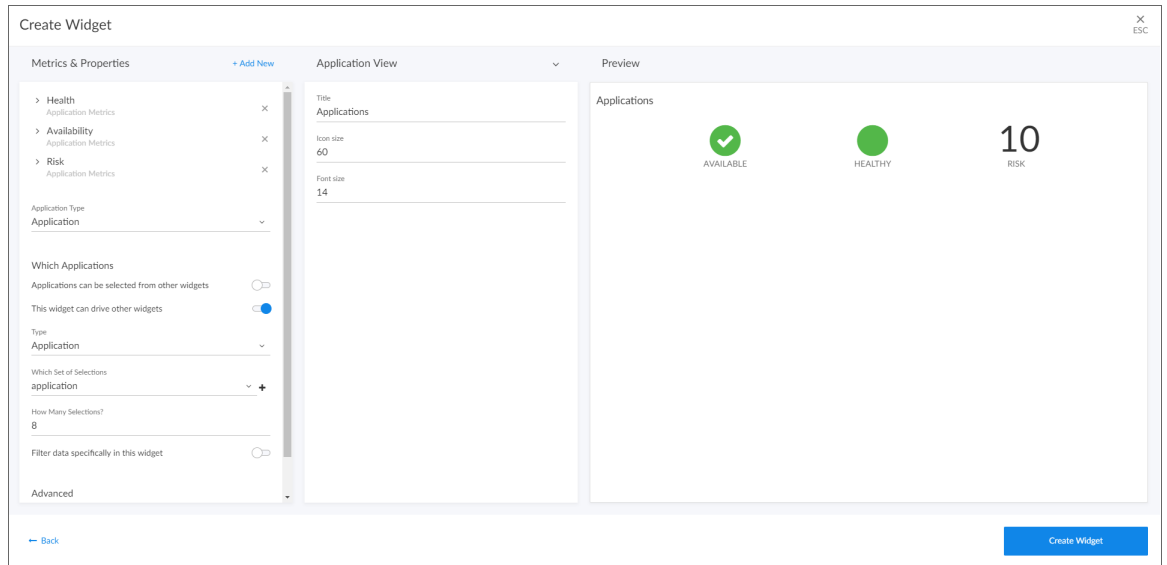 Create Widget
ESC
Metrics & Properties
+ Add New
Health
Application Metrics
Availability
Application Metrics
Risk
Application Metrics
Application Type
Application
Which Applications
Applications can be selected from other widgets
This widget can drive other widgets
Type
Application
Which Set of Selections
application
How Many Selections?
8
Filter data specifically in this widget
Advanced
Application View
Title
Applications
Icon size
60
Font size
14
Preview
Applications
AVAILABLE
HEALTHY
10
RISK
← Back
Create Widget